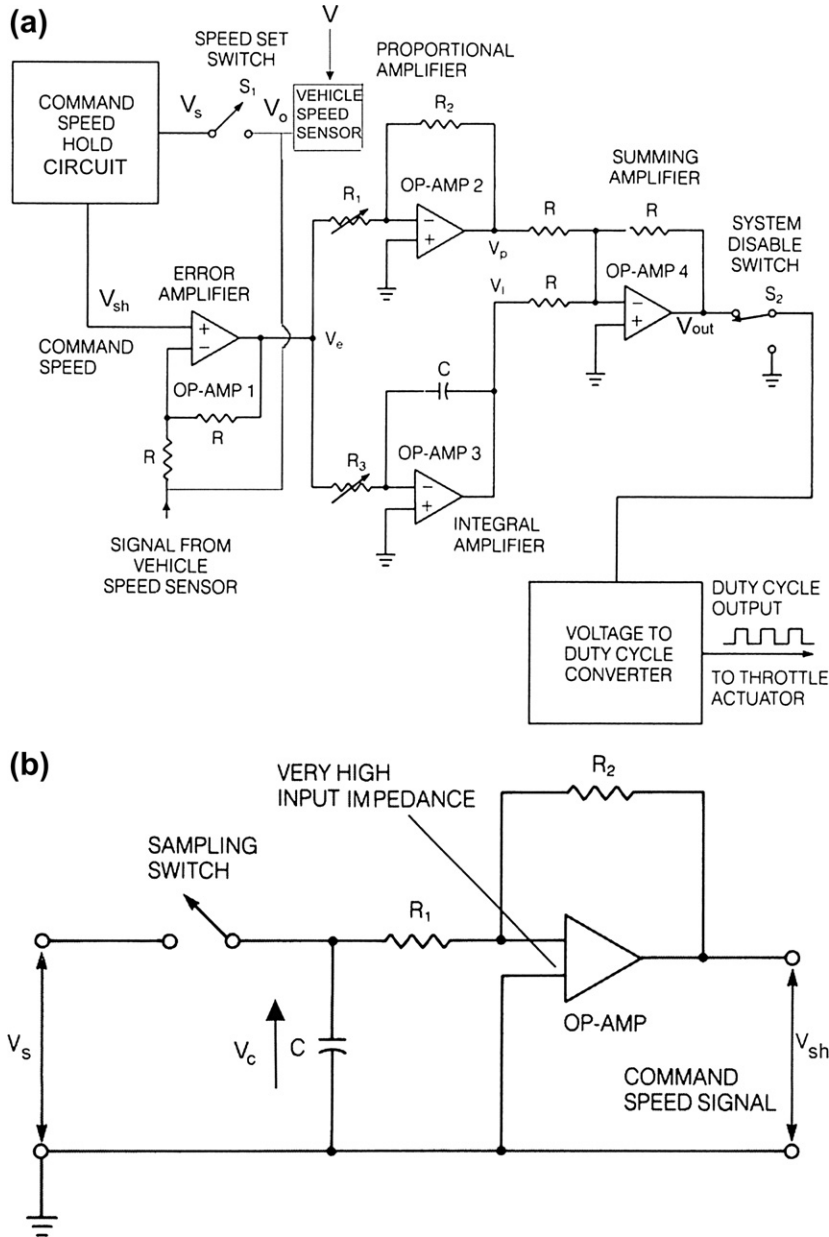 (a)
V
SPEED SET
SWITCH
PROPORTIONAL
AMPLIFIER
COMMAND
SPEED
HOLD
CIRCUIT
Vs
S1
Vo
VEHICLE
SPEED
SENSOR
R2
OP-AMP 2
R1
−
+
Vp
SUMMING
AMPLIFIER
R
R
OP-AMP 4
SYSTEM
DISABLE
SWITCH
S2
VI
R
−
+
Vout
ERROR
AMPLIFIER
Vsh
COMMAND
SPEED
+
−
Ve
OP-AMP 1
R
R
C
OP-AMP 3
R3
−
+
INTEGRAL
AMPLIFIER
SIGNAL FROM
VEHICLE
SPEED SENSOR
VOLTAGE TO
DUTY CYCLE
CONVERTER
DUTY CYCLE
OUTPUT
TO THROTTLE
ACTUATOR
(b)
VERY HIGH
INPUT IMPEDANCE
R2
SAMPLING
SWITCH
R1
OP-AMP
Vs
Vc
C
Vsh
COMMAND
SPEED SIGNAL